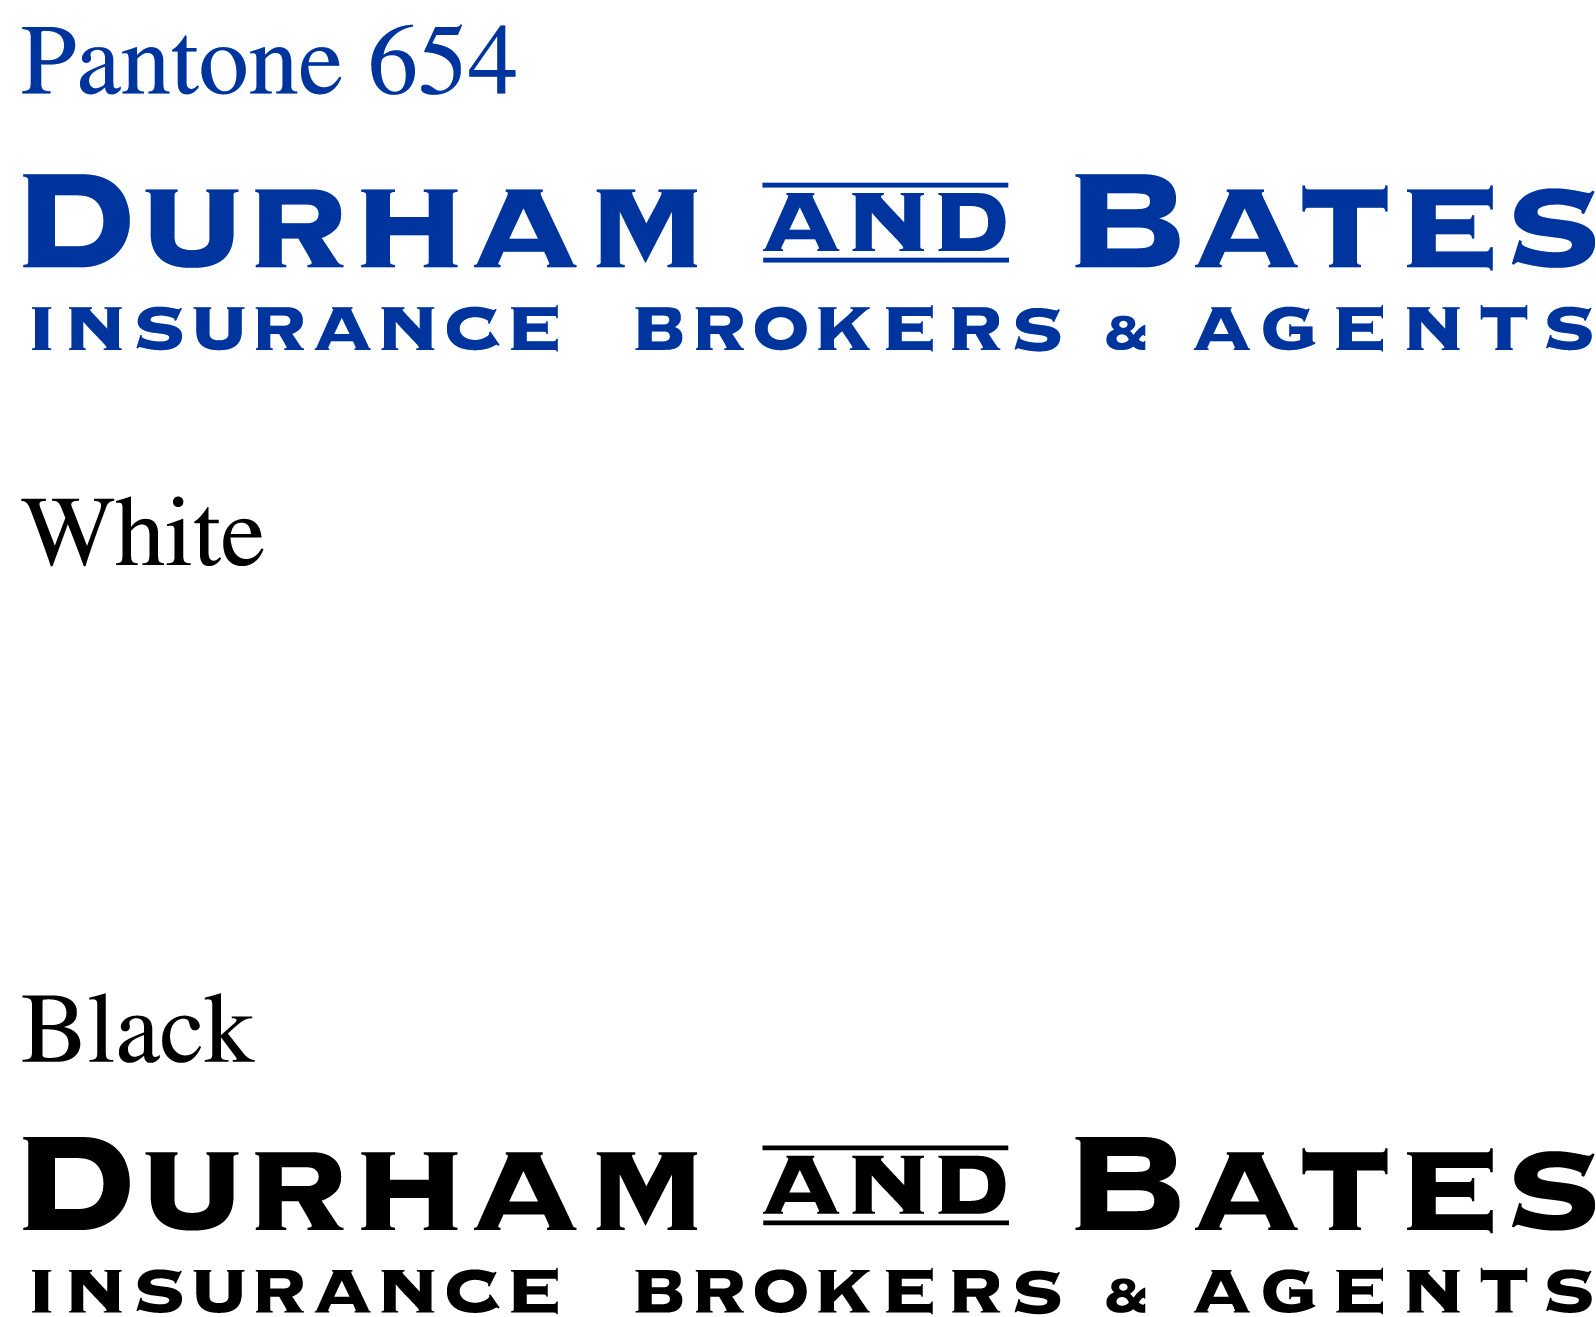 Pantone 654
DURHAM AND BATES
INSURANCE BROKERS & AGENTS
White
Black
DURHAM AND BATES
INSURANCE BROKERS & AGENTS